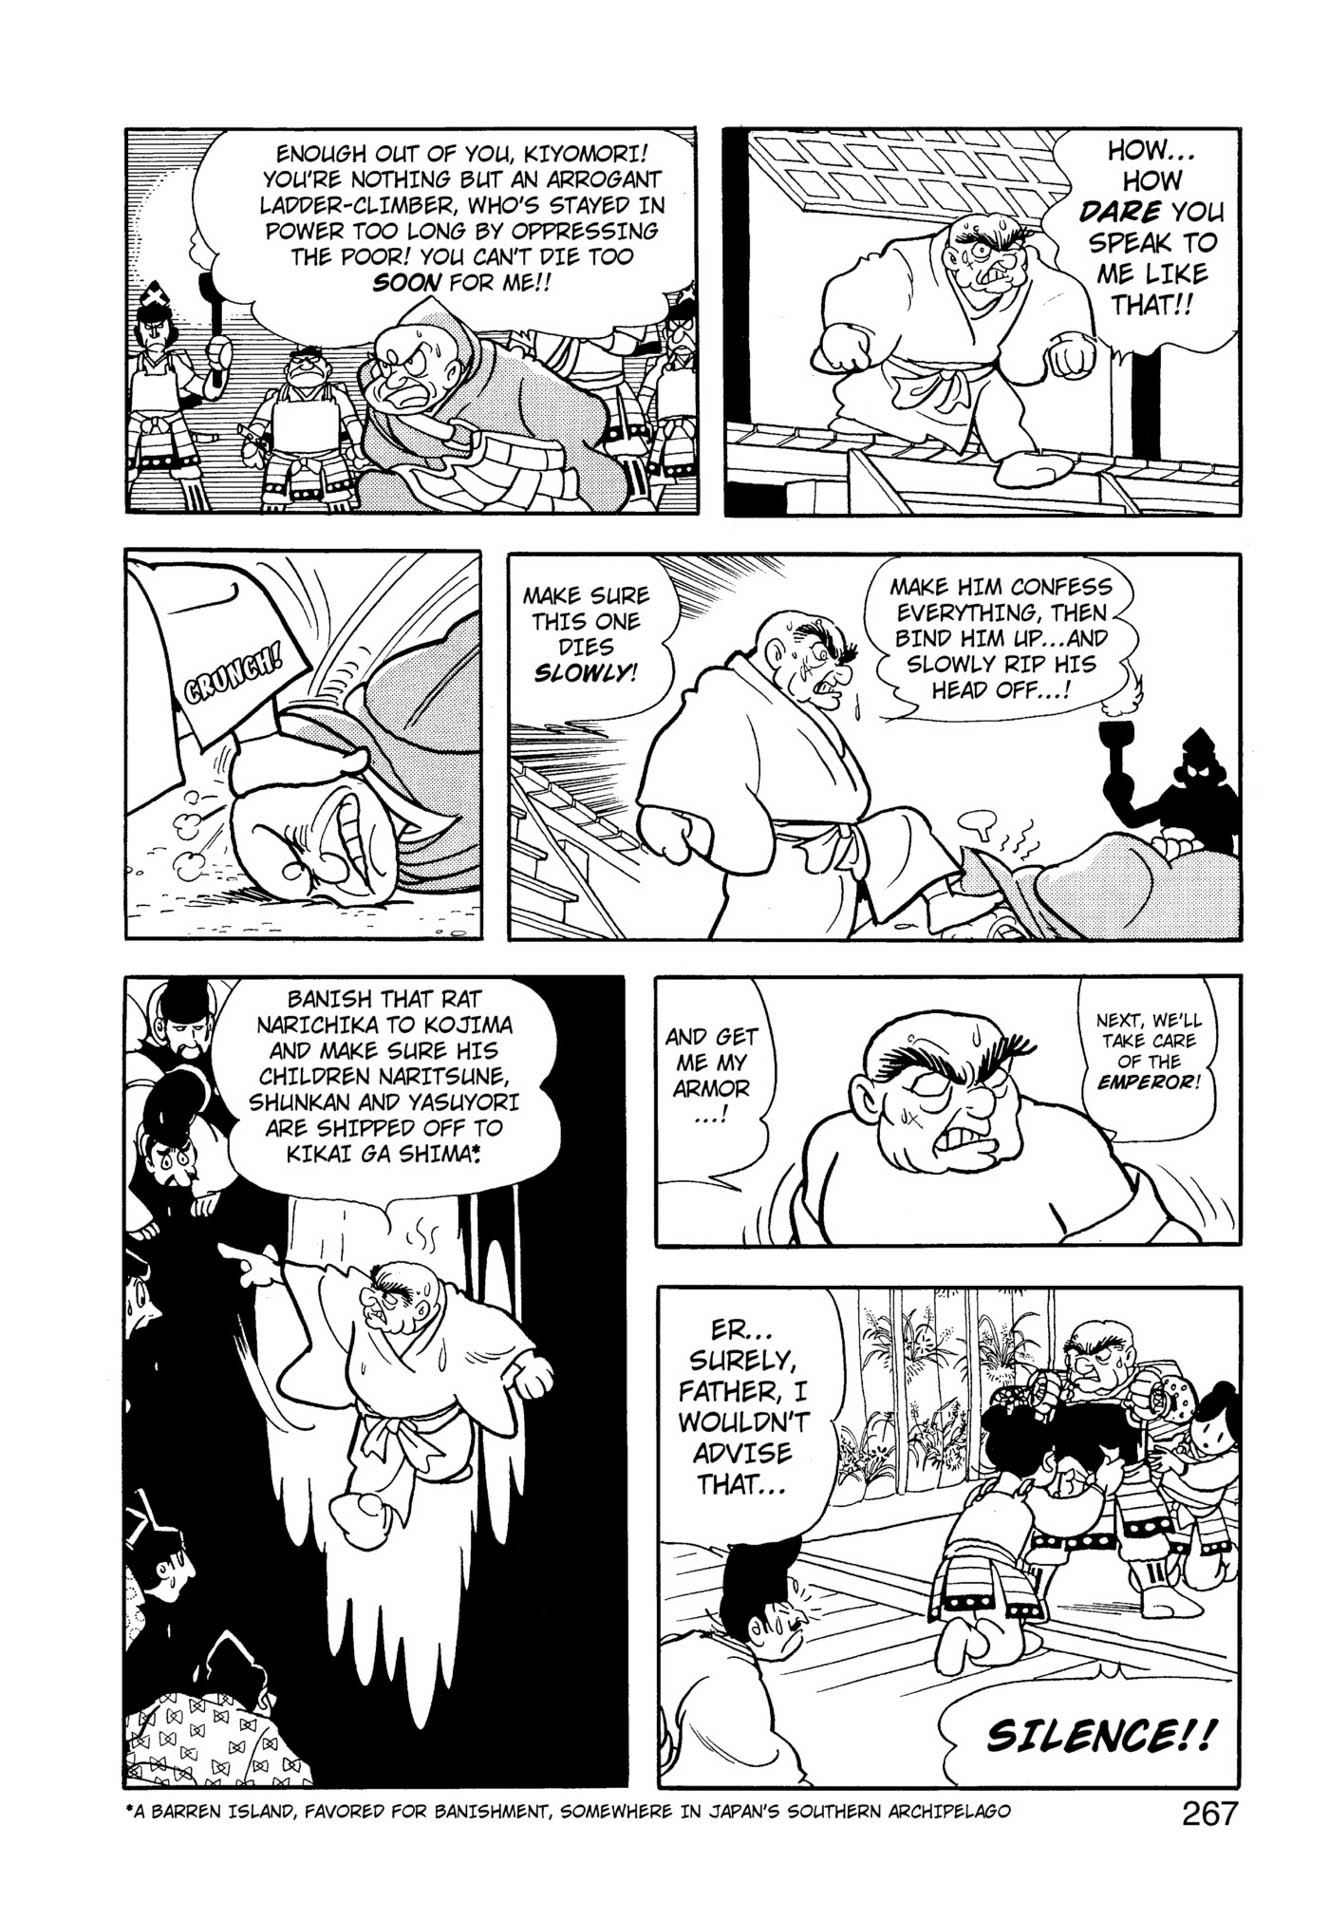 ENOUGH OUT OF YOU, KIYOMORI!
YOU'RE NOTHING BUT AN ARROGANT
LADDER-CLIMBER, WHO'S STAYED IN
POWER TOO LONG BY OPPRESSING
THE POOR! YOU CAN'T DIE TOO
SOON FOR ME!!
HOW...
HOW
DARE YOU
SPEAK TO
ME LIKE
THAT!!
CRUNCH!
MAKE SURE
THIS ONE
DIES
SLOWLY!
MAKE HIM CONFESS
EVERYTHING, THEN
BIND HIM UP...AND
SLOWLY RIP HIS
HEAD OFF...!
BANISH THAT RAT
NARICHIKA TO KOJIMA
AND MAKE SURE HIS
CHILDREN NARITSUNE,
SHUNKAN AND YASUYORI
ARE SHIPPED OFF TO
KIKAI GA SHIMA*.
AND GET
ME MY
ARMOR
...!
NEXT, WE'LL
TAKE CARE
OF THE
EMPEROR!
ER...
SURELY,
FATHER, I
WOULDN'T
ADVISE
THAT...
SILENCE!!
*A BARREN ISLAND, FAVORED FOR BANISHMENT, SOMEWHERE IN JAPAN'S SOUTHERN ARCHIPELAGO
267